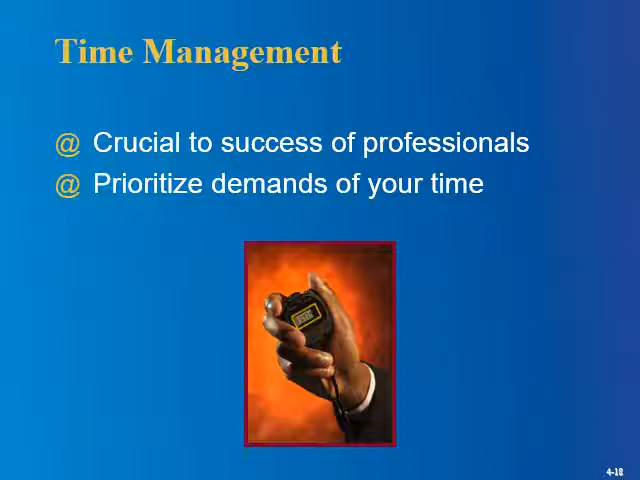 Time Management
@ Crucial to success of professionals
@ Prioritize demands of your time
4-18